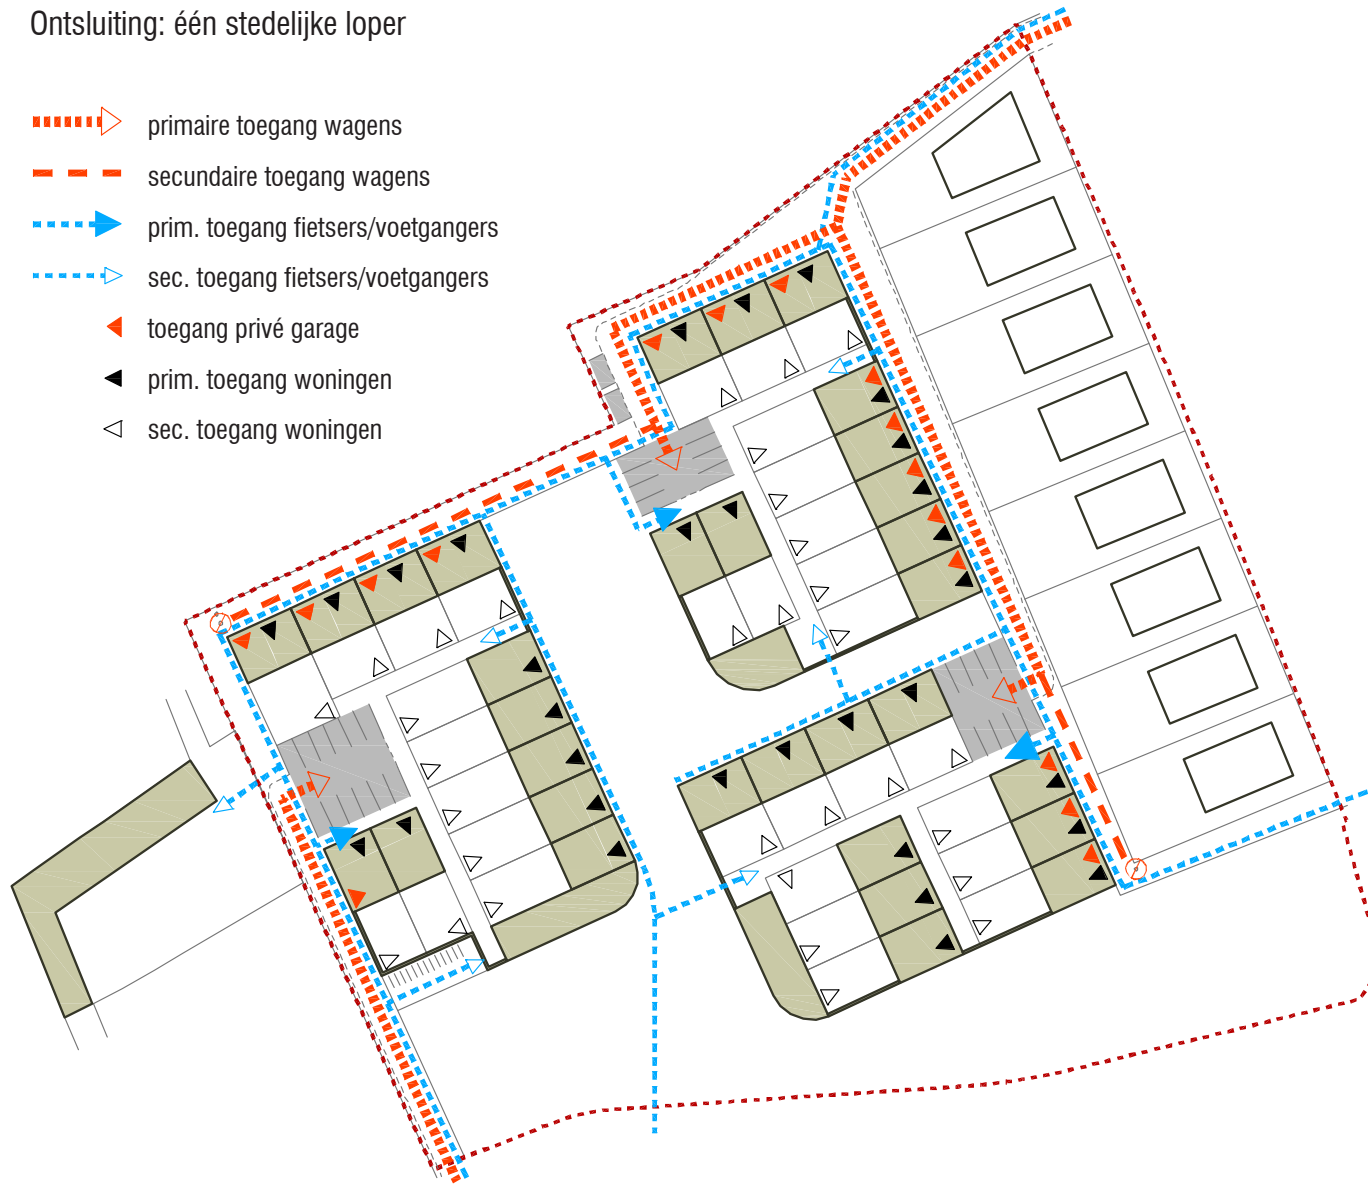 Ontsluiting: één stedelijke loper
primaire toegang wagens
secundaire toegang wagens
prim. toegang fietsers/voetgangers
sec. toegang fietsers/voetgangers
toegang privé garage
prim. toegang woningen
sec. toegang woningen